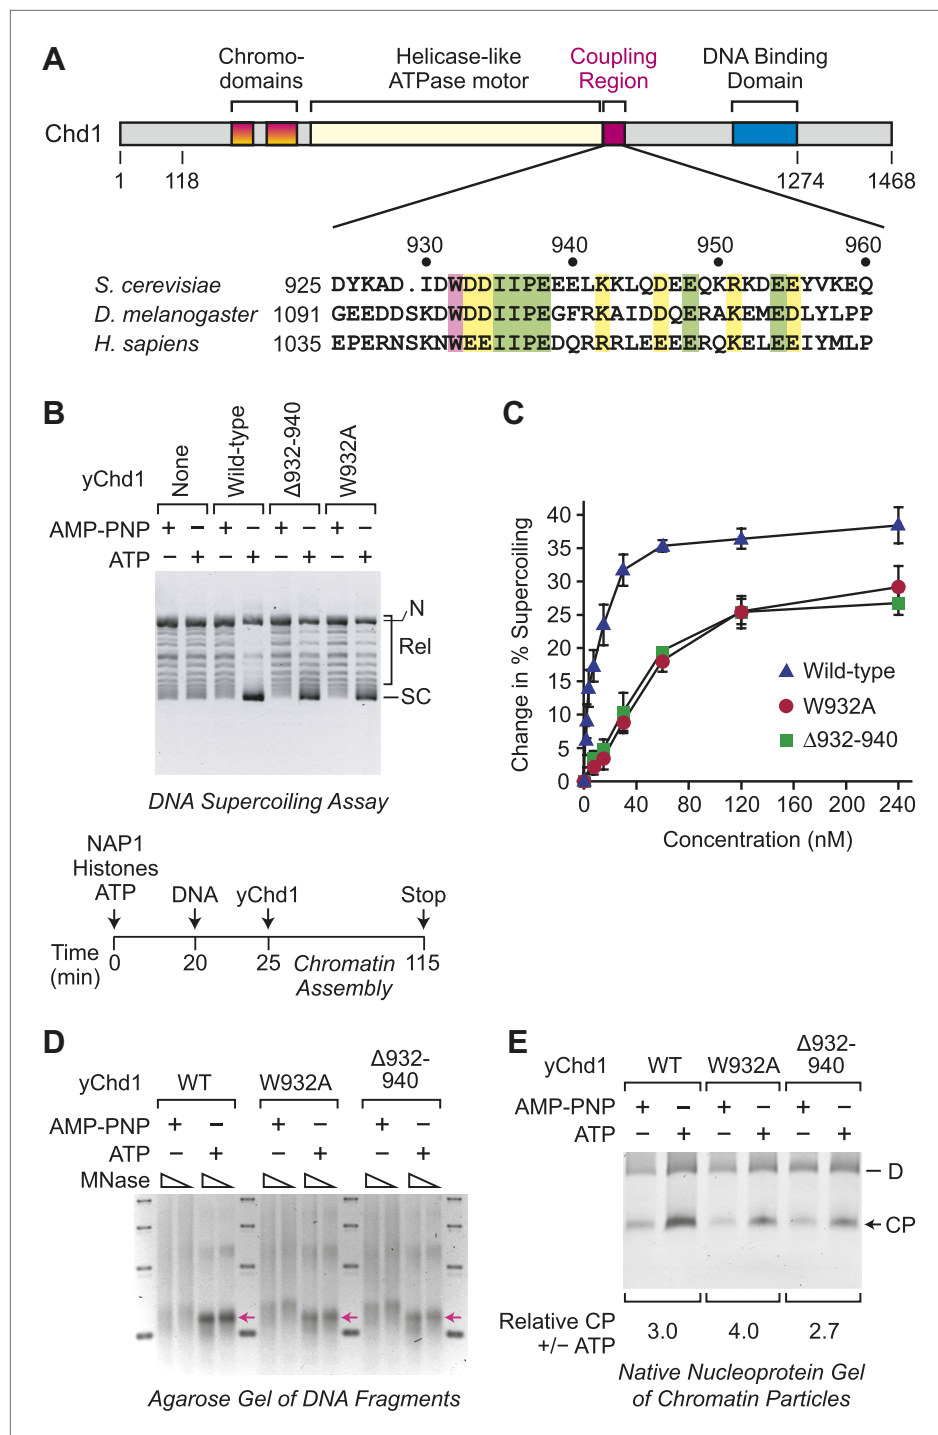 A
Chromo-
domains
Helicase-like
ATPase motor
Coupling
Region
DNA Binding
Domain
Chd1
1 118 1274 1468
930 940 950 960
S. cerevisiae 925 DYKAD.IDWDDIIPEEELKKLQDEEQKRKDEEYVKEQ
D. melanogaster 1091 GEEDDSKDWDDIIPEGFRKAIDDQERAKEMEDLYLPP
H. sapiens 1035 EPERNSKNWEEIIPEDQRRRLEEEERQKELEEIYMLP
B
yChd1 None Wild-type Δ932-940 W932A
AMP-PNP + − + − + − + −
ATP − + − + − + − +
N
Rel
SC
DNA Supercoiling Assay
NAP1
Histones
ATP DNA yChd1 Stop
Time
(min) 0 20 25 Chromatin
Assembly 115
C
Change in % Supercoiling
40
35
30
25
20
15
10
5
0
Wild-type
W932A
Δ932-940
0 40 80 120 160 200 240
Concentration (nM)
D
yChd1 WT W932A Δ932-
940
AMP-PNP + − + − + −
ATP − + − + − +
MNase
Agarose Gel of DNA Fragments
E
yChd1 WT W932A Δ932-
940
AMP-PNP + − + − + −
ATP − + − + − +
D
CP
Relative CP
+/− ATP 3.0 4.0 2.7
Native Nucleoprotein Gel
of Chromatin Particles